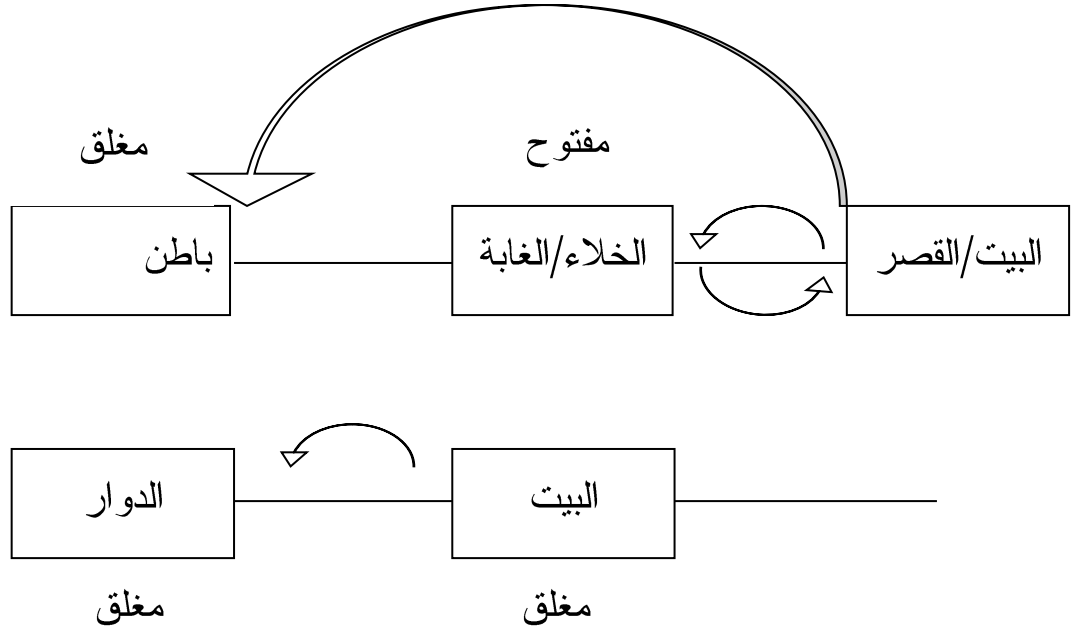 مفتوح
مغلق
البيت/القصر
الخلاء/الغابة
باطن
البيت
الدوار
مغلق
مغلق